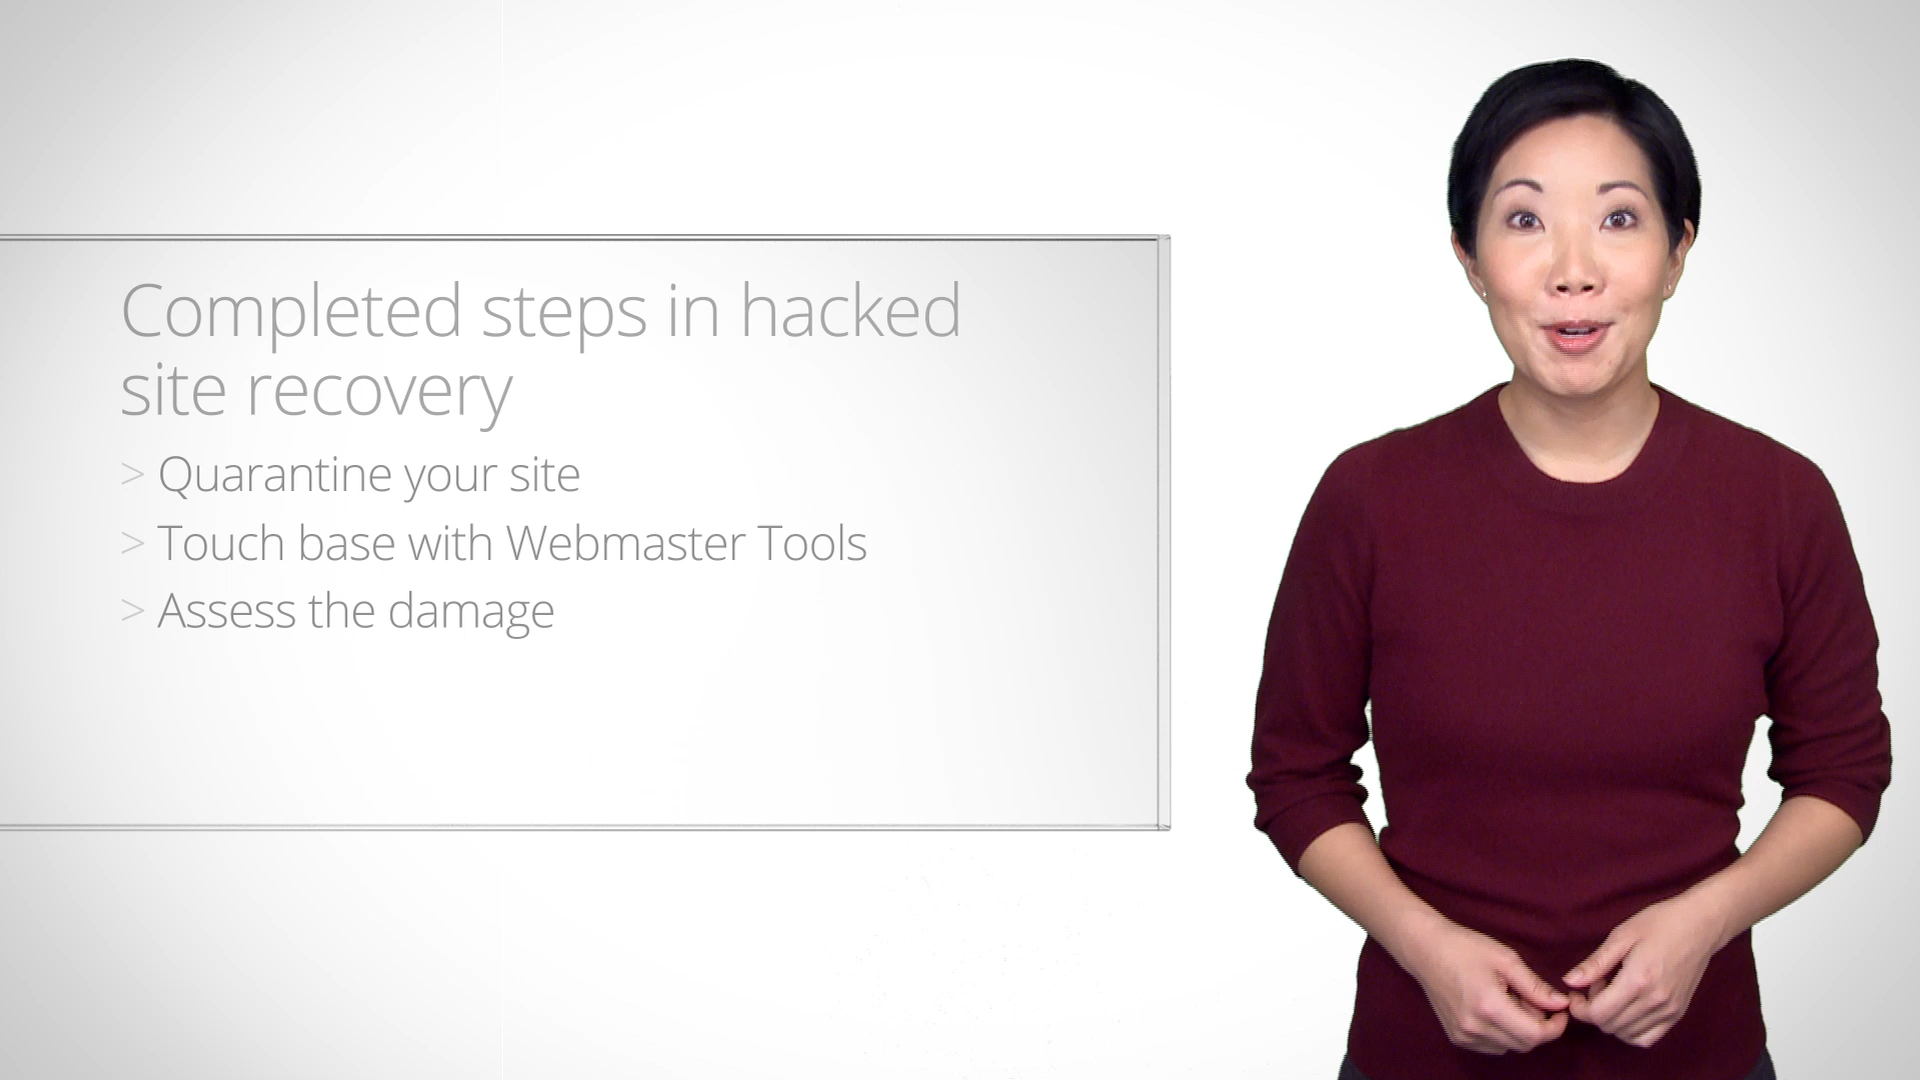 Completed steps in hacked
site recovery
> Quarantine your site
> Touch base with Webmaster Tools
> Assess the damage